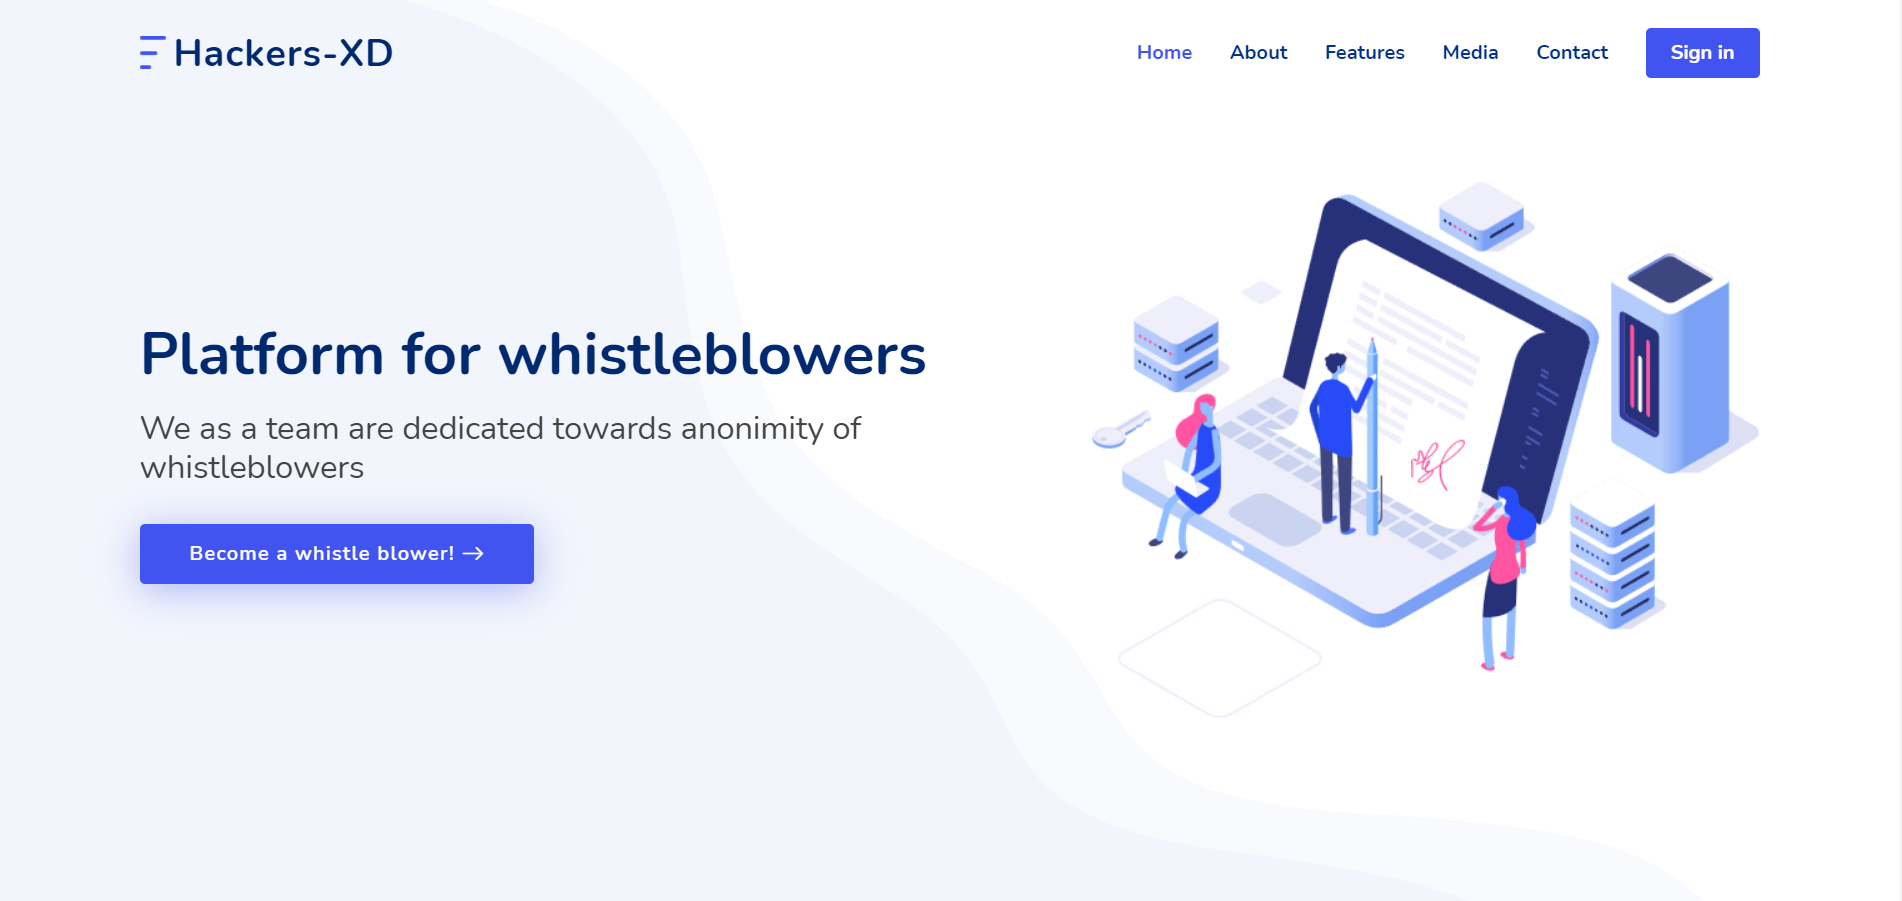 Hackers-XD
Home About Features Media Contact Sign in
Platform for whistleblowers
We as a team are dedicated towards anonimity of
whistleblowers
Become a whistle blower! →